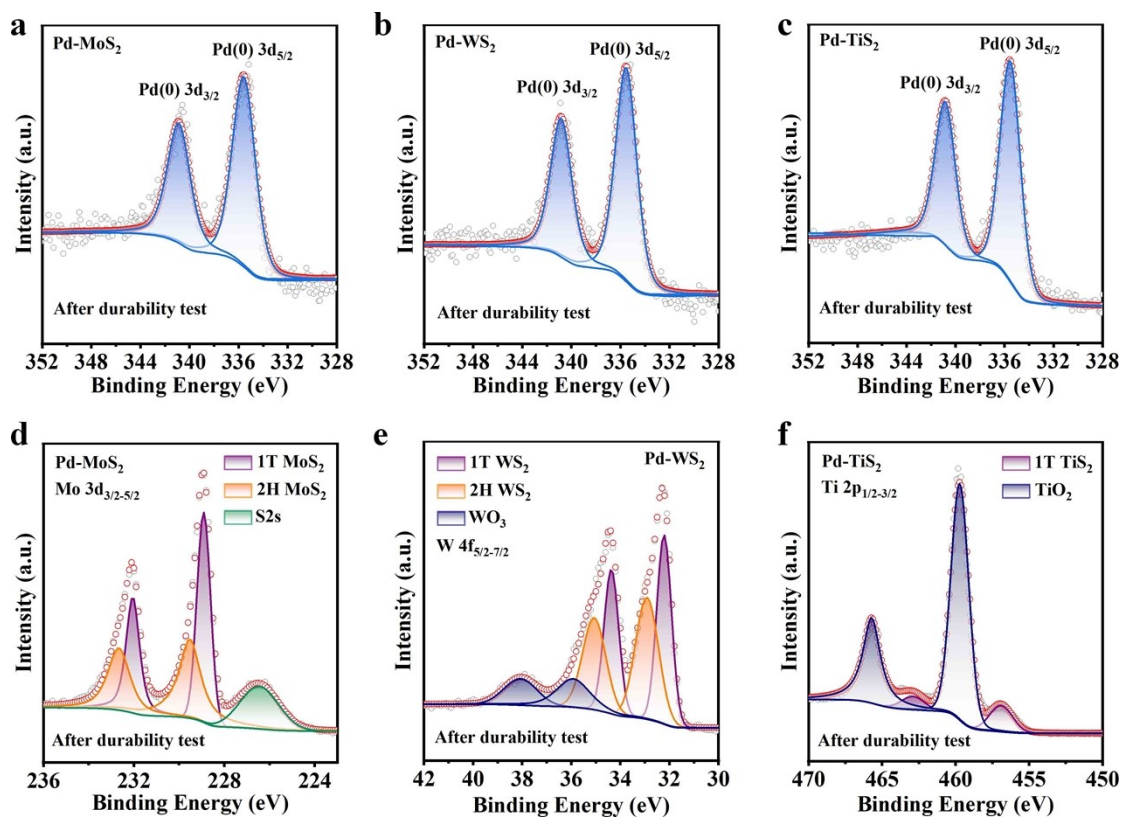 a
Pd-MoS₂
Pd(0) 3d₅/₂
Pd(0) 3d₃/₂
After durability test
Intensity (a.u.)
352 348 344 340 336 332 328
Binding Energy (eV)
b
Pd-WS₂
Pd(0) 3d₅/₂
Pd(0) 3d₃/₂
After durability test
Intensity (a.u.)
352 348 344 340 336 332 328
Binding Energy (eV)
c
Pd-TiS₂
Pd(0) 3d₅/₂
Pd(0) 3d₃/₂
After durability test
Intensity (a.u.)
352 348 344 340 336 332 328
Binding Energy (eV)
d
Pd-MoS₂
Mo 3d₃/₂₋₅/₂
1T MoS₂
2H MoS₂
S2s
After durability test
Intensity (a.u.)
236 232 228 224
Binding Energy (eV)
e
1T WS₂
2H WS₂
WO₃
W 4f₅/₂₋₇/₂
Pd-WS₂
After durability test
Intensity (a.u.)
42 40 38 36 34 32 30
Binding Energy (eV)
f
Pd-TiS₂
Ti 2p₁/₂₋₃/₂
1T TiS₂
TiO₂
After durability test
Intensity (a.u.)
470 465 460 455 450
Binding Energy (eV)